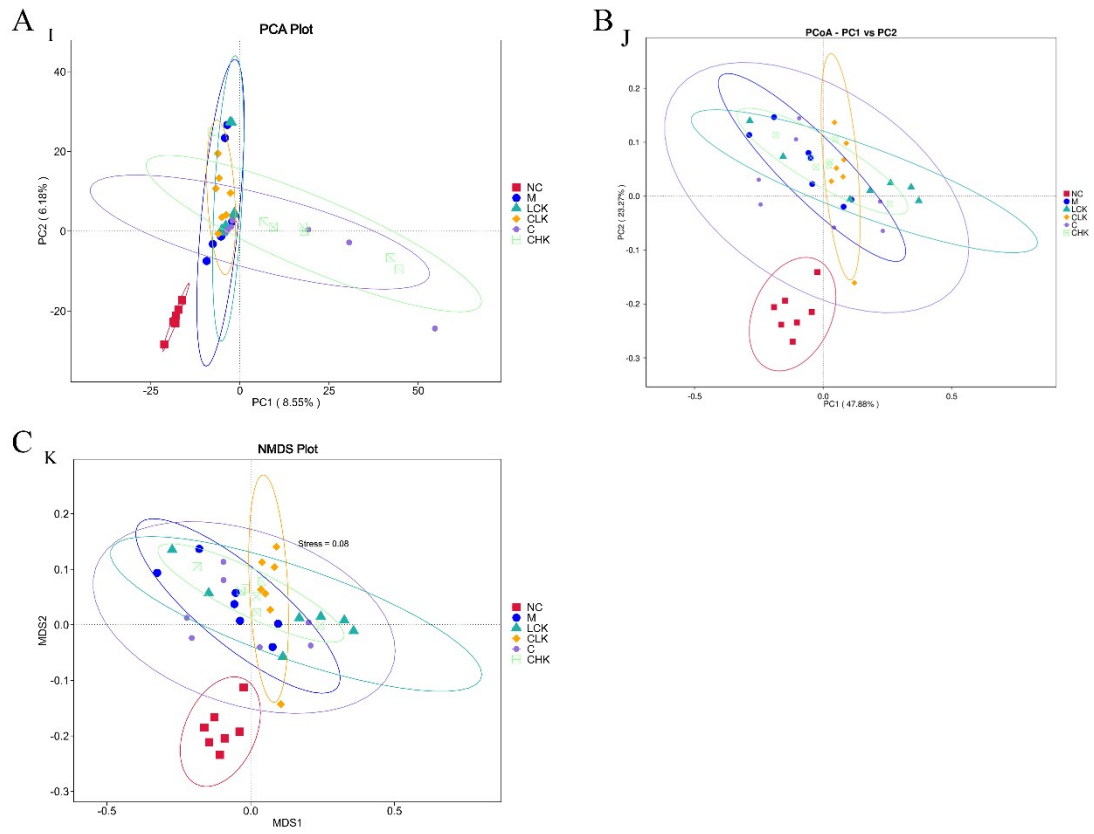 A
I
PCA Plot
40
20
0
-20
PC2 ( 6.18% )
-25
0
25
50
PC1 ( 8.55% )
NC
M
LCK
CLK
C
CHK
B
J
PCoA - PC1 vs PC2
0.2
0.1
0.0
-0.1
-0.2
-0.3
PC2 ( 23.27% )
-0.5
0.0
0.5
PC1 ( 47.88% )
NC
M
LCK
CLK
C
CHK
C
K
NMDS Plot
Stress = 0.08
0.2
0.1
0.0
-0.1
-0.2
-0.3
MDS2
-0.5
0.0
0.5
MDS1
NC
M
LCK
CLK
C
CHK